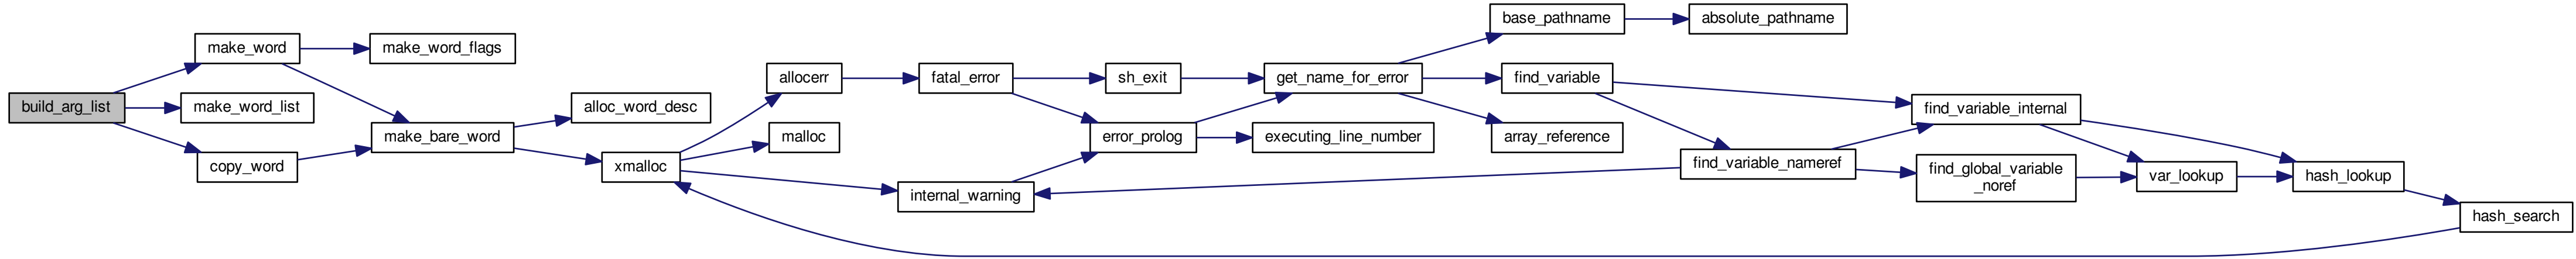 build_arg_list
make_word
make_word_list
copy_word
make_word_flags
make_bare_word
alloc_word_desc
xmalloc
allocerr
malloc
internal_warning
fatal_error
sh_exit
error_prolog
get_name_for_error
executing_line_number
base_pathname
find_variable
array_reference
absolute_pathname
find_variable_nameref
find_variable_internal
find_global_variable
_noref
var_lookup
hash_lookup
hash_search